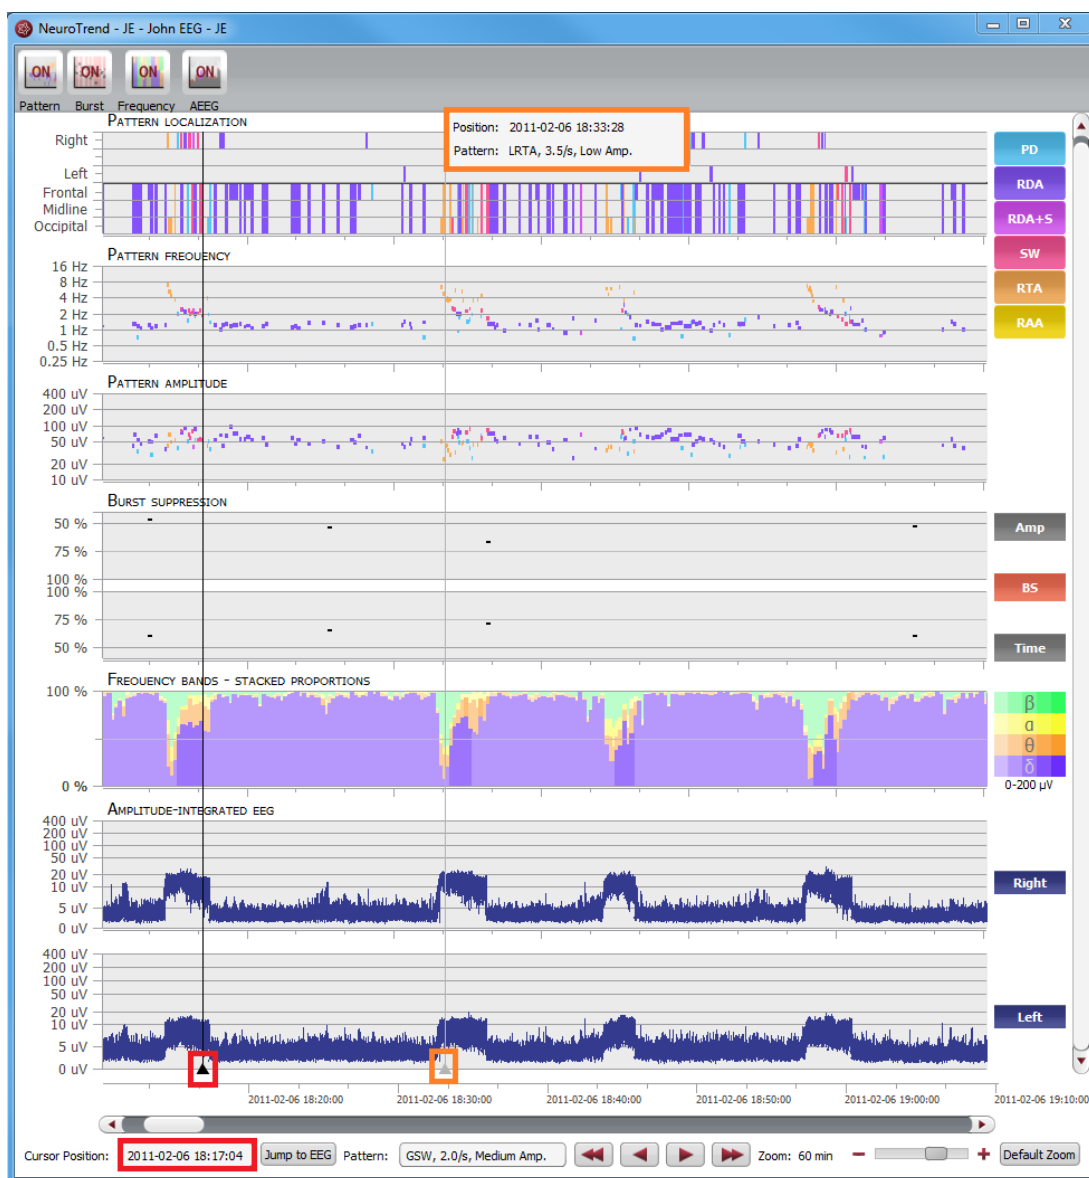 NeuroTrend - JE - John EEG - JE
ON ON ON ON
Pattern Burst Frequency AEEG
PATTERN LOCALIZATION
Position: 2011-02-06 18:33:28
Pattern: LRTA, 3.5/s, Low Amp.
Right
Left
Frontal
Midline
Occipital
PD
RDA
RDA+S
SW
RTA
RAA
PATTERN FREQUENCY
16 Hz
8 Hz
4 Hz
2 Hz
1 Hz
0.5 Hz
0.25 Hz
PATTERN AMPLITUDE
400 uV
200 uV
100 uV
50 uV
20 uV
10 uV
BURST SUPPRESSION
50 %
75 %
100 %
100 %
75 %
50 %
Amp
BS
Time
FREQUENCY BANDS - STACKED PROPORTIONS
100 %
0 %
β
α
θ
δ
0-200 μV
AMPLITUDE-INTEGRATED EEG
400 uV
200 uV
100 uV
50 uV
20 uV
10 uV
5 uV
0 uV
Right
400 uV
200 uV
100 uV
50 uV
20 uV
10 uV
5 uV
0 uV
Left
2011-02-06 18:20:00 2011-02-06 18:30:00 2011-02-06 18:40:00 2011-02-06 18:50:00 2011-02-06 19:00:00 2011-02-06 19:10:00
Cursor Position: 2011-02-06 18:17:04 Jump to EEG Pattern: GSW, 2.0/s, Medium Amp. Zoom: 60 min Default Zoom